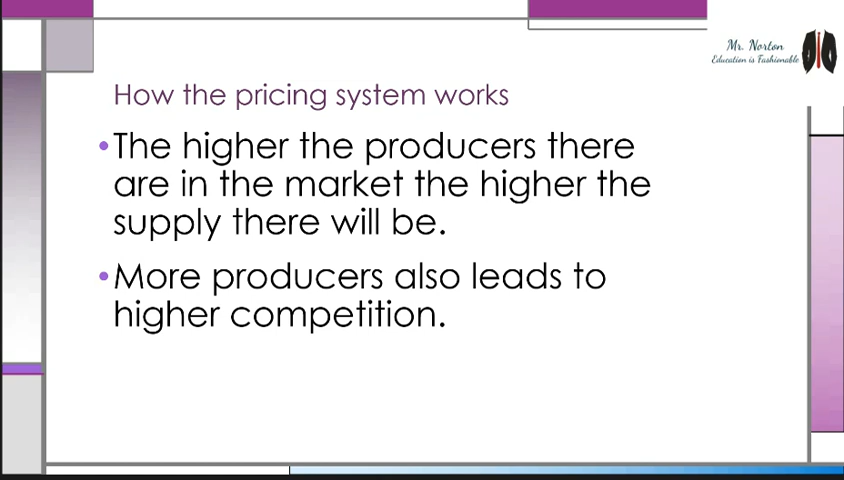 Mr. Norton
Education is Fashionable
How the pricing system works
•The higher the producers there
are in the market the higher the
supply there will be.
•More producers also leads to
higher competition.